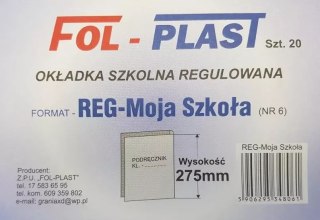 FOL - PLAST Szt. 20
OKŁADKA SZKOLNA REGULOWANA
FORMAT - REG-Moja Szkoła (NR 6)
PODRĘCZNIK
KL.
Wysokość
275mm
REG-Moja Szkoła
5906295348061
Producent:
Z.P.U. „FOL-PLAST"
tel. 17 583 65 95
tel. kom. 609 359 802
e-mail: graniaxd@wp.pl